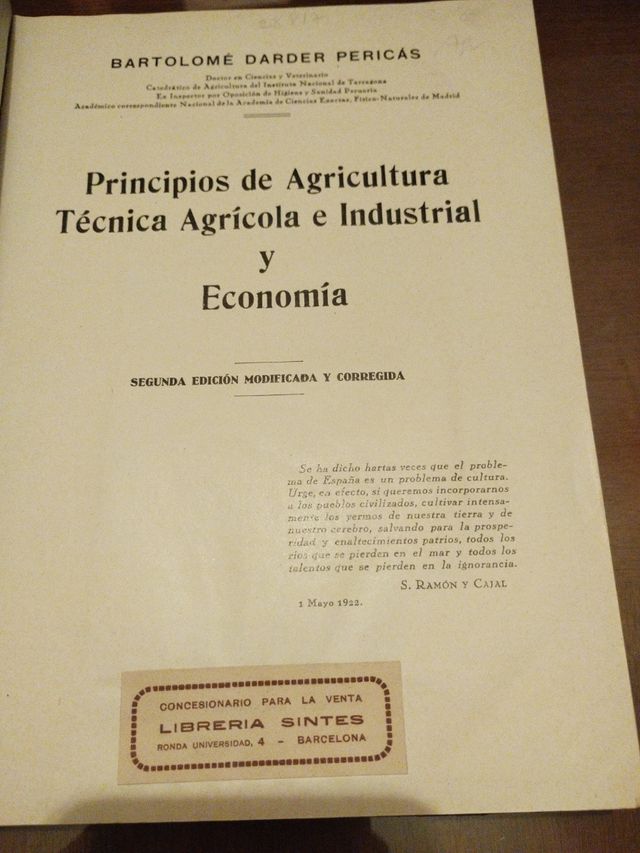 BARTOLOMÉ DARDER PERICÁS
Doctor en Ciencias y Veterinario
Catedrático de Agricultura del Instituto Nacional de Tarragona
Ex Inspector por Oposición de Higiene y Sanidad Pecuaria
Académico correspondiente Nacional de la Academia de Ciencias Exactas, Físico-Naturales de Madrid
Principios de Agricultura
Técnica Agrícola e Industrial
y
Economía
SEGUNDA EDICIÓN MODIFICADA Y CORREGIDA
Se ha dicho hartas veces que el proble-
ma de España es un problema de cultura.
Urge, en efecto, si queremos incorporarnos
a los pueblos civilizados, cultivar intensa-
mente los yermos de nuestra tierra y de
nuestro cerebro, salvando para la prospe-
ridad y enaltecimientos patrios, todos los
ríos que se pierden en el mar y todos los
talentos que se pierden en la ignorancia.
S. RAMÓN Y CAJAL
1 Mayo 1922.
CONCESIONARIO PARA LA VENTA
LIBRERIA SINTES
RONDA UNIVERSIDAD, 4 - BARCELONA